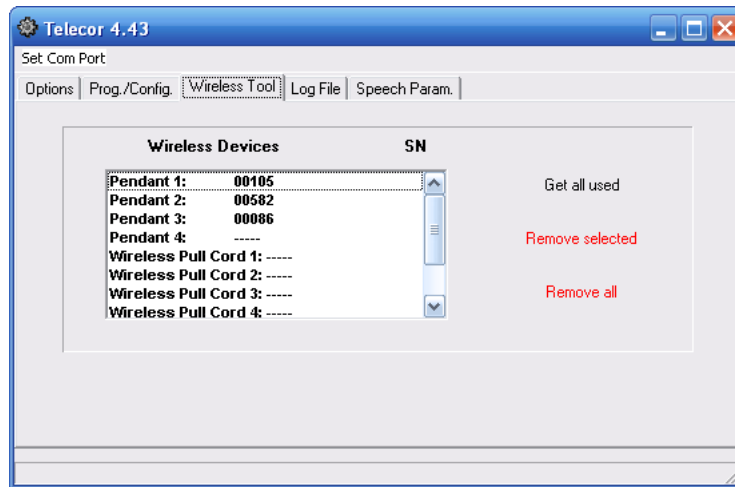 Telecor 4.43
Set Com Port
Options Prog./Config. Wireless Tool Log File Speech Param.
Wireless Devices SN
Pendant 1: 00105
Pendant 2: 00582
Pendant 3: 00086
Pendant 4: -----
Wireless Pull Cord 1: -----
Wireless Pull Cord 2: -----
Wireless Pull Cord 3: -----
Wireless Pull Cord 4: -----
Get all used
Remove selected
Remove all